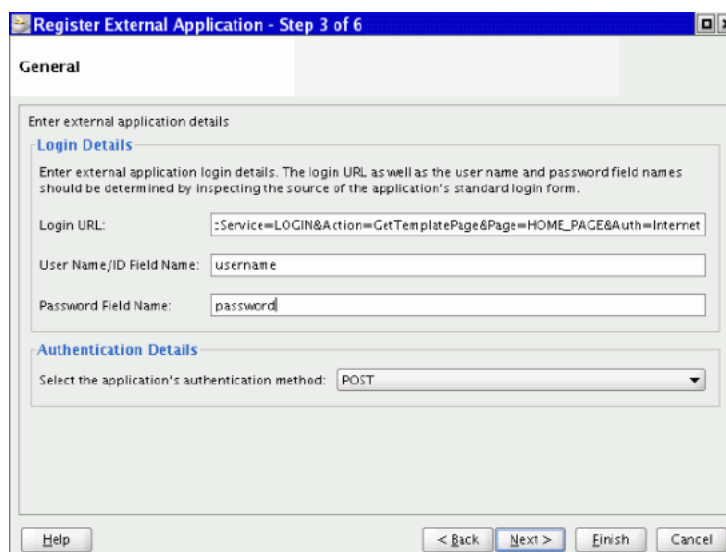 Register External Application - Step 3 of 6
General
Enter external application details
Login Details
Enter external application login details. The login URL as well as the user name and password field names
should be determined by inspecting the source of the application's standard login form.
Login URL: :Service=LOGIN&Action=GetTemplatePage&Page=HOME_PAGE&Auth=Internet
User Name/ID Field Name: username
Password Field Name: password
Authentication Details
Select the application's authentication method: POST
Help < Back Next > Finish Cancel